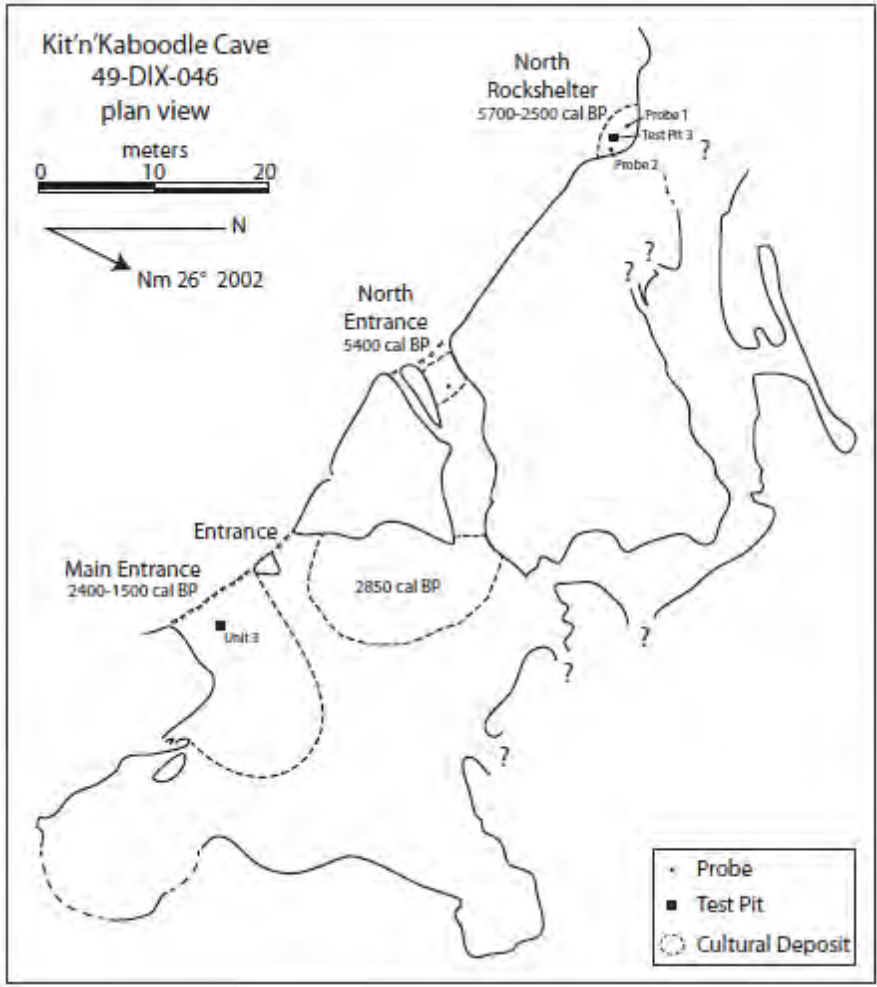 Kit'n'Kaboodle Cave
49-DIX-046
plan view
meters
0 10 20
N
Nm 26° 2002
North
Rockshelter
5700-2500 cal BP
Probe 1
Test Pit 3
Probe 2
?
?
?
North
Entrance
5400 cal BP
Entrance
Main Entrance
2400-1500 cal BP
2850 cal BP
Unit 3
?
?
?
Probe
Test Pit
Cultural Deposit